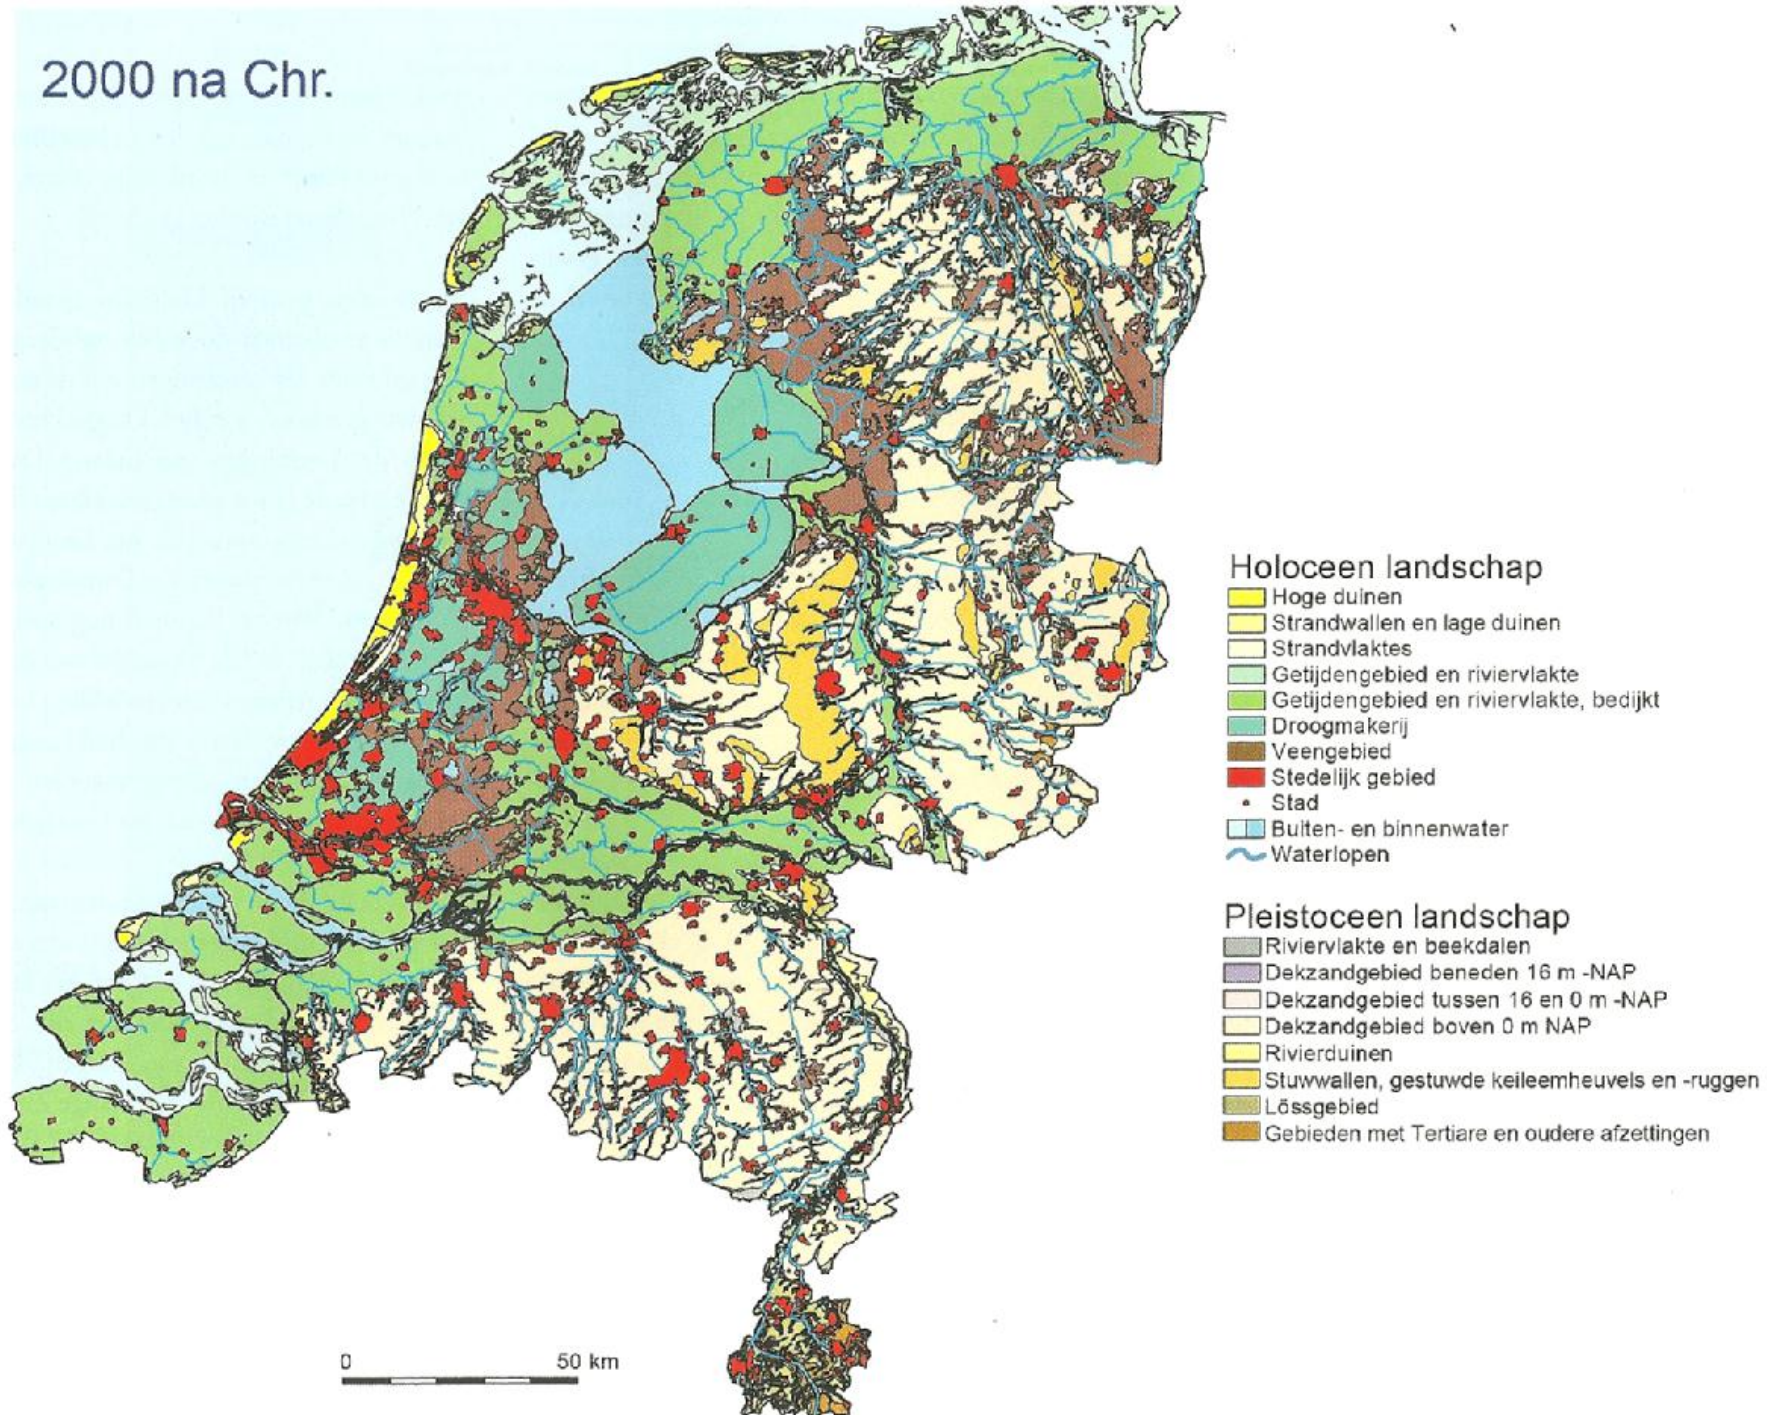 2000 na Chr.
Holoceen landschap
Hoge duinen
Strandwallen en lage duinen
Strandvlaktes
Getijdengebied en riviervlakte
Getijdengebied en riviervlakte, bedijkt
Droogmakerij
Veengebied
Stedelijk gebied
Stad
Buiten- en binnenwater
Waterlopen
Pleistoceen landschap
Riviervlakte en beekdalen
Dekzandgebied beneden 16 m -NAP
Dekzandgebied tussen 16 en 0 m -NAP
Dekzandgebied boven 0 m NAP
Rivierduinen
Stuwwallen, gestuwde keileemheuvels en -ruggen
Lössgebied
Gebieden met Tertiare en oudere afzettingen
0 50 km